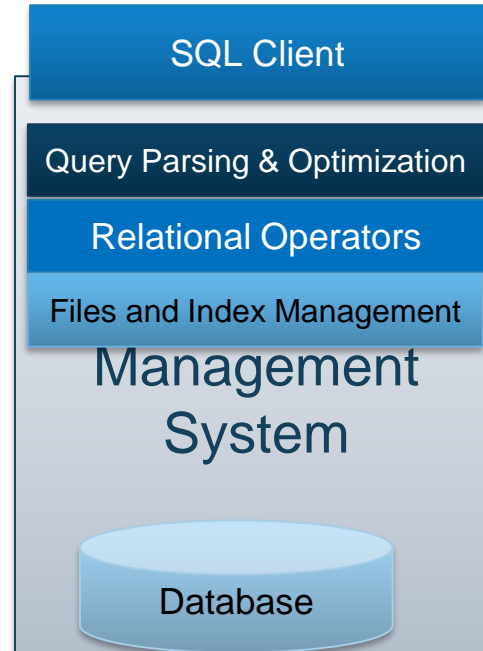 SQL Client
Query Parsing & Optimization
Relational Operators
Files and Index Management
Management
System
Database